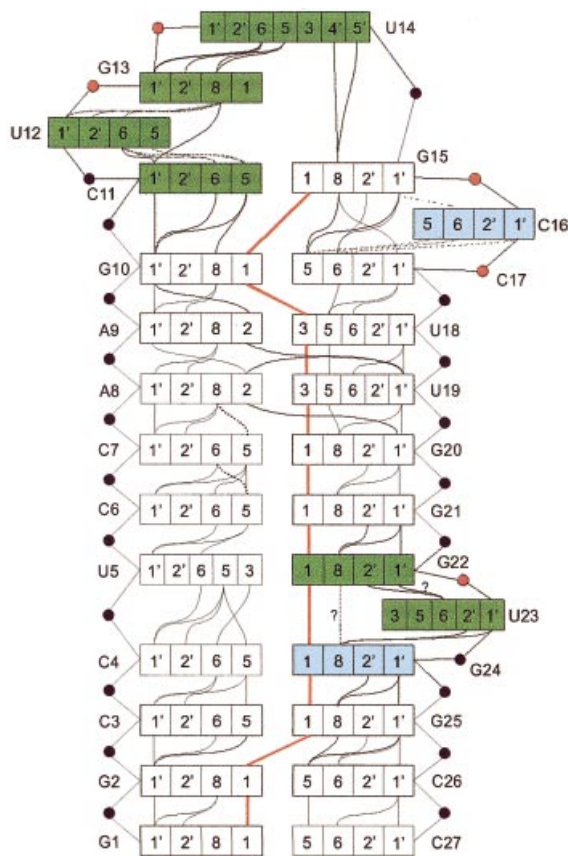 1' 2' 6 5 3 4' 5' U14
G13 1' 2' 8 1
U12 1' 2' 6 5
G15
C11 1' 2' 6 5 1 8 2' 1'
5 6 2' 1' C16
G10 1' 2' 8 1 5 6 2' 1' C17
A9 1' 2' 8 2 3 5 6 2' 1' U18
A8 1' 2' 8 2 3 5 6 2' 1' U19
C7 1' 2' 6 5 1 8 2' 1' G20
C6 1' 2' 6 5 1 8 2' 1' G21
U5 1' 2' 6 5 3 1 8 2' 1' G22
?
? 3 5 6 2' 1' U23
C4 1' 2' 6 5 1 8 2' 1' G24
C3 1' 2' 6 5 1 8 2' 1' G25
G2 1' 2' 8 1 5 6 2' 1' C26
G1 1' 2' 8 1 5 6 2' 1' C27